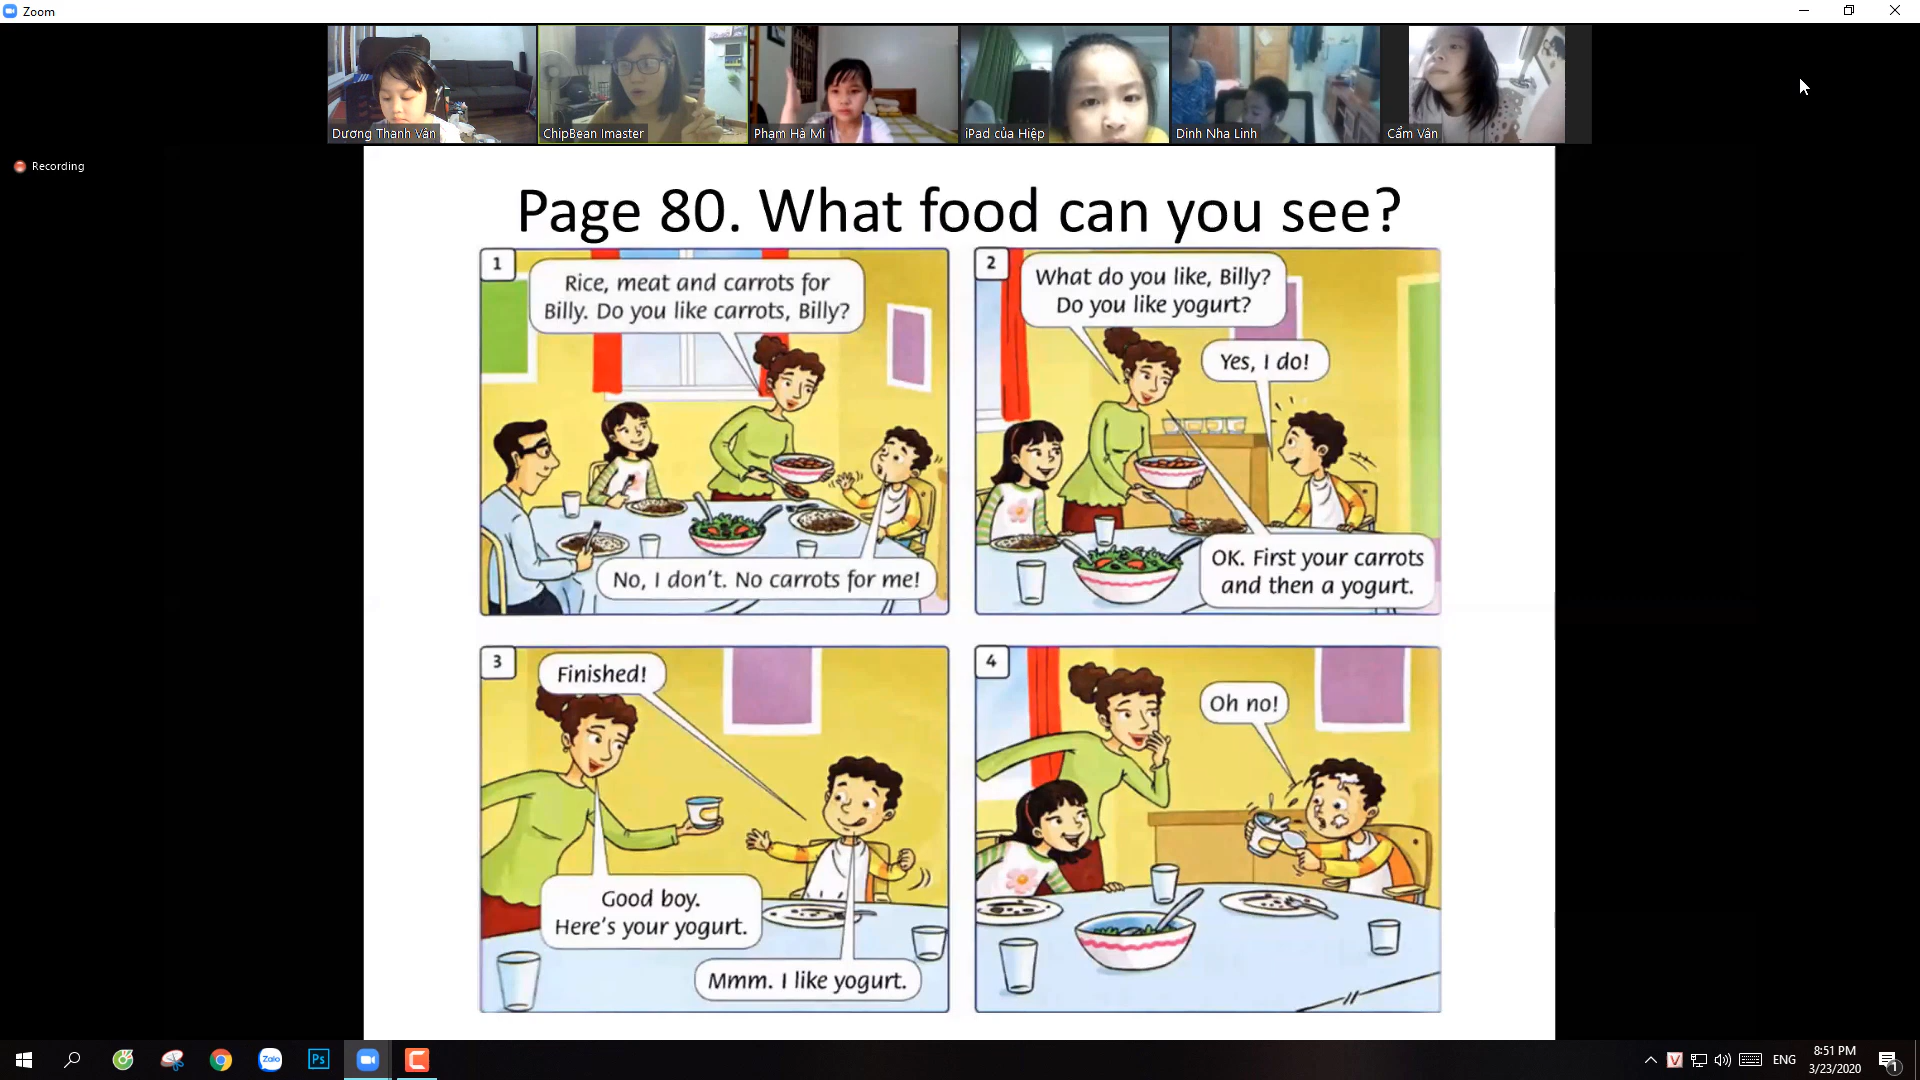 Zoom
Dương Thanh Vân
ChipBean Imaster
Phạm Hà Mi
iPad của Hiệp
Dinh Nha Linh
Cẩm Vân
Recording
Page 80. What food can you see?
1
Rice, meat and carrots for
Billy. Do you like carrots, Billy?
No, I don't. No carrots for me!
2
What do you like, Billy?
Do you like yogurt?
Yes, I do!
OK. First your carrots
and then a yogurt.
3
Finished!
Good boy.
Here's your yogurt.
Mmm. I like yogurt.
4
Oh no!
Zalo
Ps
V
ENG
8:51 PM
3/23/2020
1